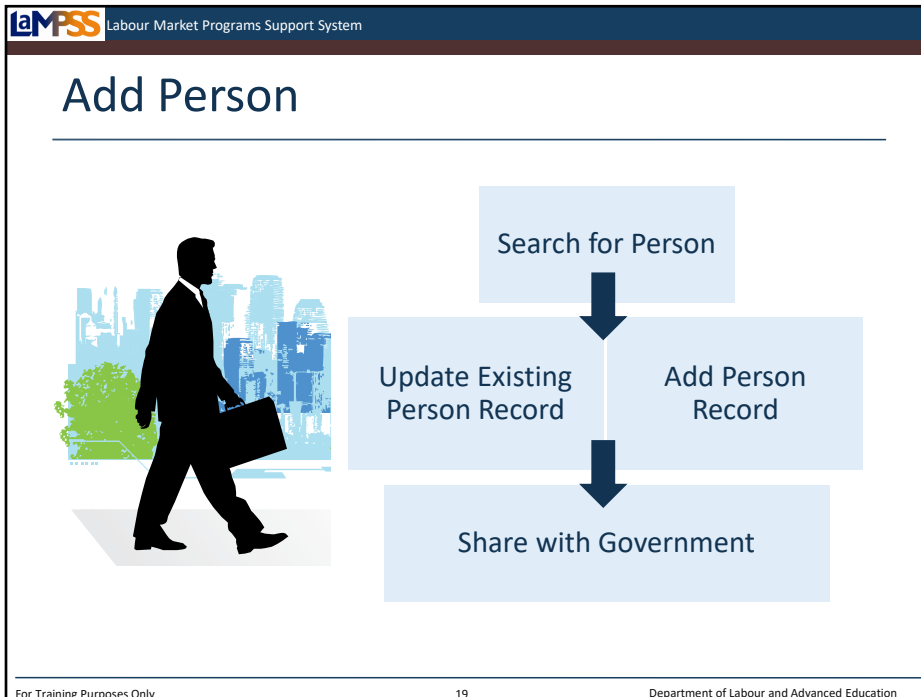 LaMPSS Labour Market Programs Support System
Add Person
Search for Person
Update Existing
Person Record
Add Person
Record
Share with Government
For Training Purposes Only 19 Department of Labour and Advanced Education